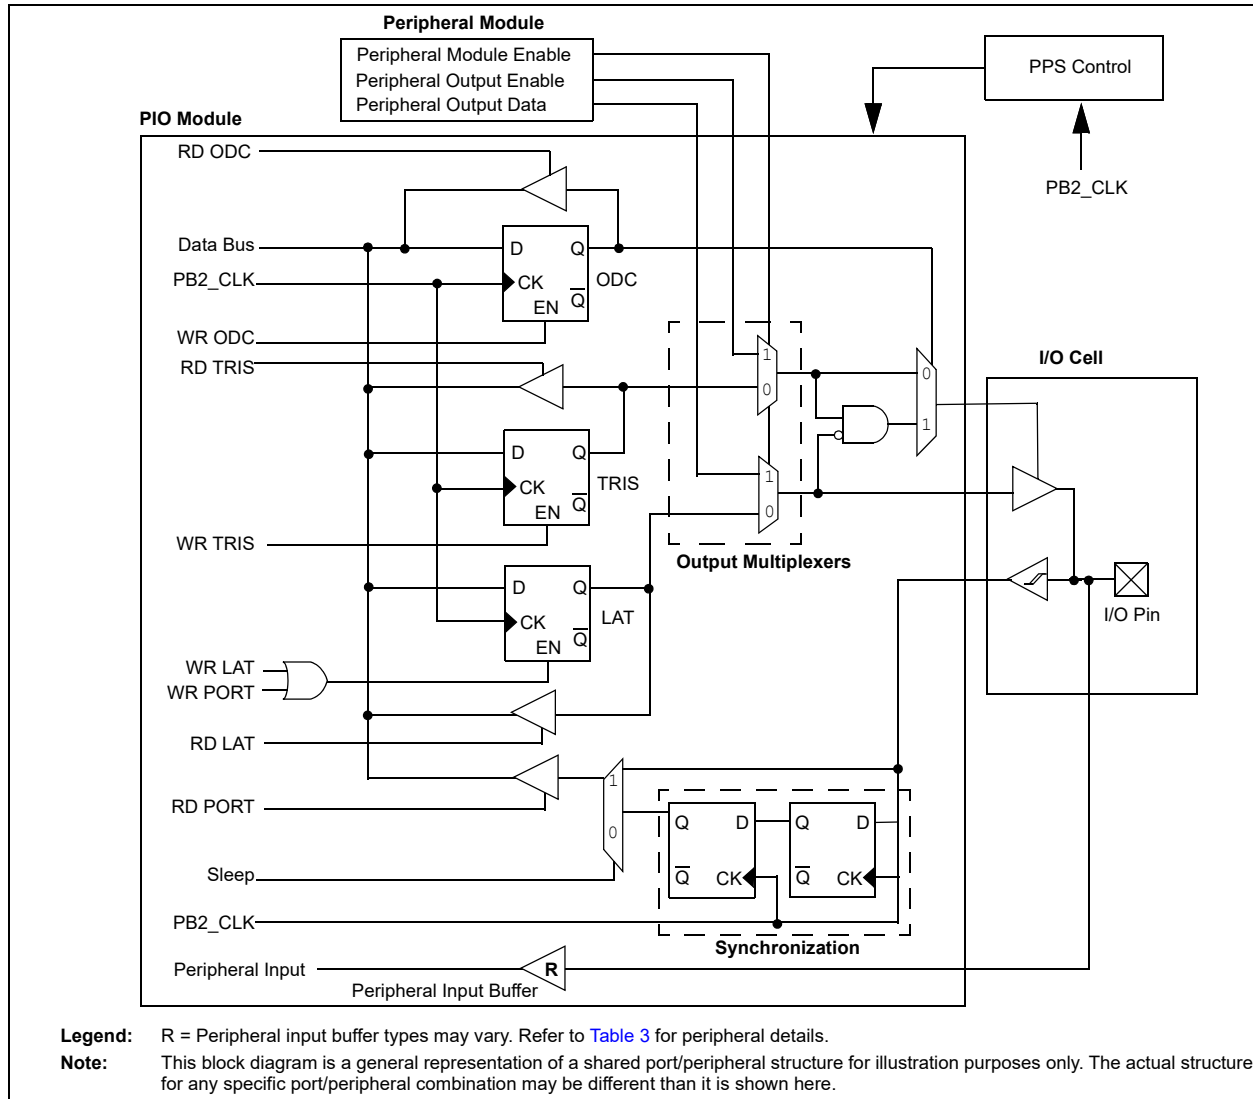 Peripheral Module
Peripheral Module Enable
Peripheral Output Enable
Peripheral Output Data
PPS Control
PB2_CLK
PIO Module
RD ODC
Data Bus
D
Q
PB2_CLK
CK
Q
ODC
EN
WR ODC
RD TRIS
1
0
0
1
I/O Cell
D
Q
CK
Q
TRIS
EN
WR TRIS
1
0
Output Multiplexers
D
Q
CK
Q
LAT
EN
I/O Pin
WR LAT
WR PORT
RD LAT
RD PORT
1
0
Q
D
Q
D
Q
CK
Q
CK
Sleep
PB2_CLK
Synchronization
Peripheral Input
R
Peripheral Input Buffer
Legend: R = Peripheral input buffer types may vary. Refer to Table 3 for peripheral details.
Note: This block diagram is a general representation of a shared port/peripheral structure for illustration purposes only. The actual structure
for any specific port/peripheral combination may be different than it is shown here.